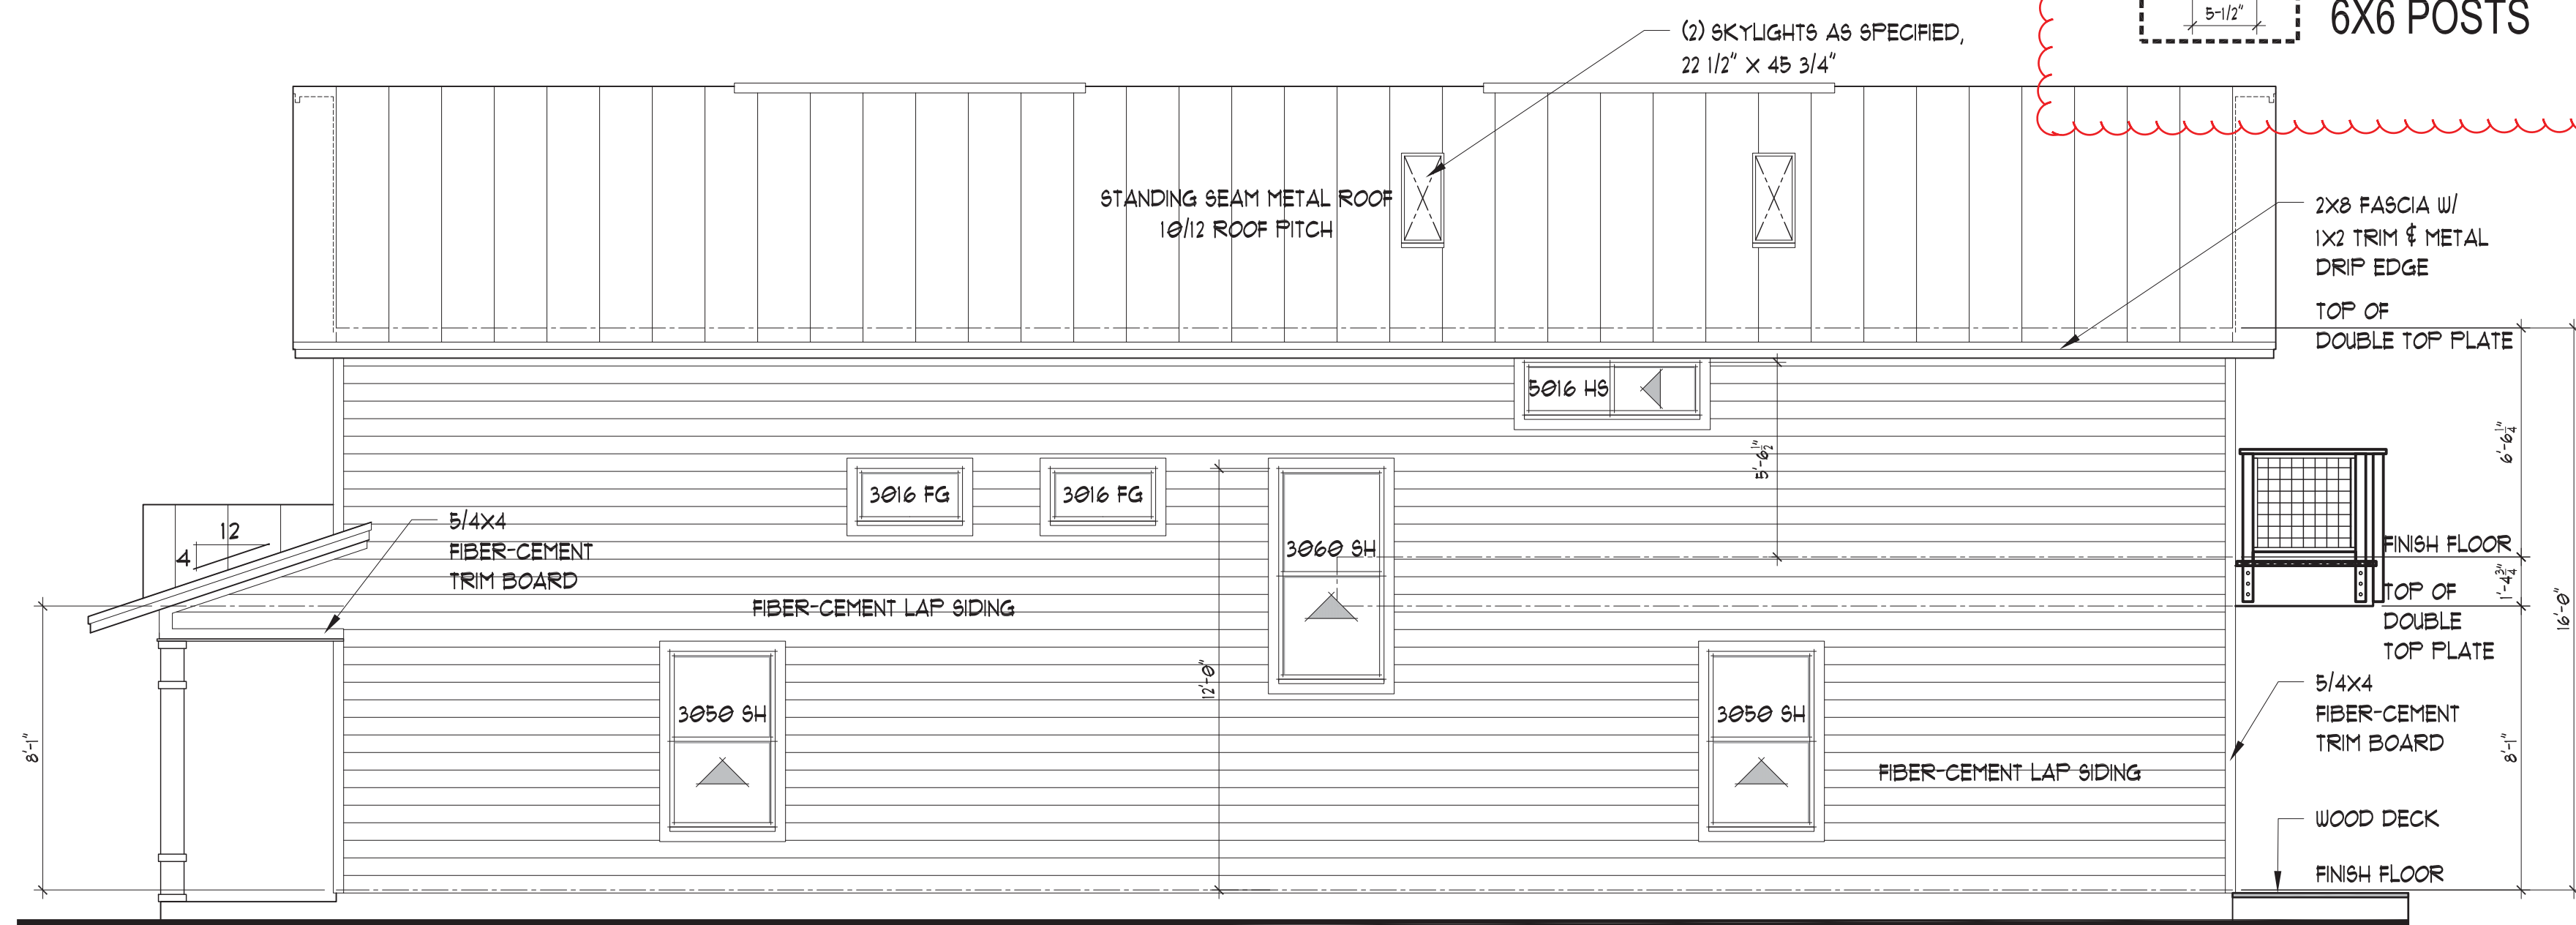 5-1/2"
6X6 POSTS
(2) SKYLIGHTS AS SPECIFIED,
22 1/2" X 45 3/4"
STANDING SEAM METAL ROOF
10/12 ROOF PITCH
2X8 FASCIA W/
1X2 TRIM & METAL
DRIP EDGE
TOP OF
DOUBLE TOP PLATE
5016 HS
5'-6 1/2"
6'-6 1/4"
3016 FG
3016 FG
3060 SH
12
4
5/4X4
FIBER-CEMENT
TRIM BOARD
FINISH FLOOR
1'-4 3/4"
TOP OF
DOUBLE
TOP PLATE
16'-0"
FIBER-CEMENT LAP SIDING
12'-0"
3050 SH
3050 SH
8'-1"
5/4X4
FIBER-CEMENT
TRIM BOARD
8'-1"
FIBER-CEMENT LAP SIDING
WOOD DECK
FINISH FLOOR